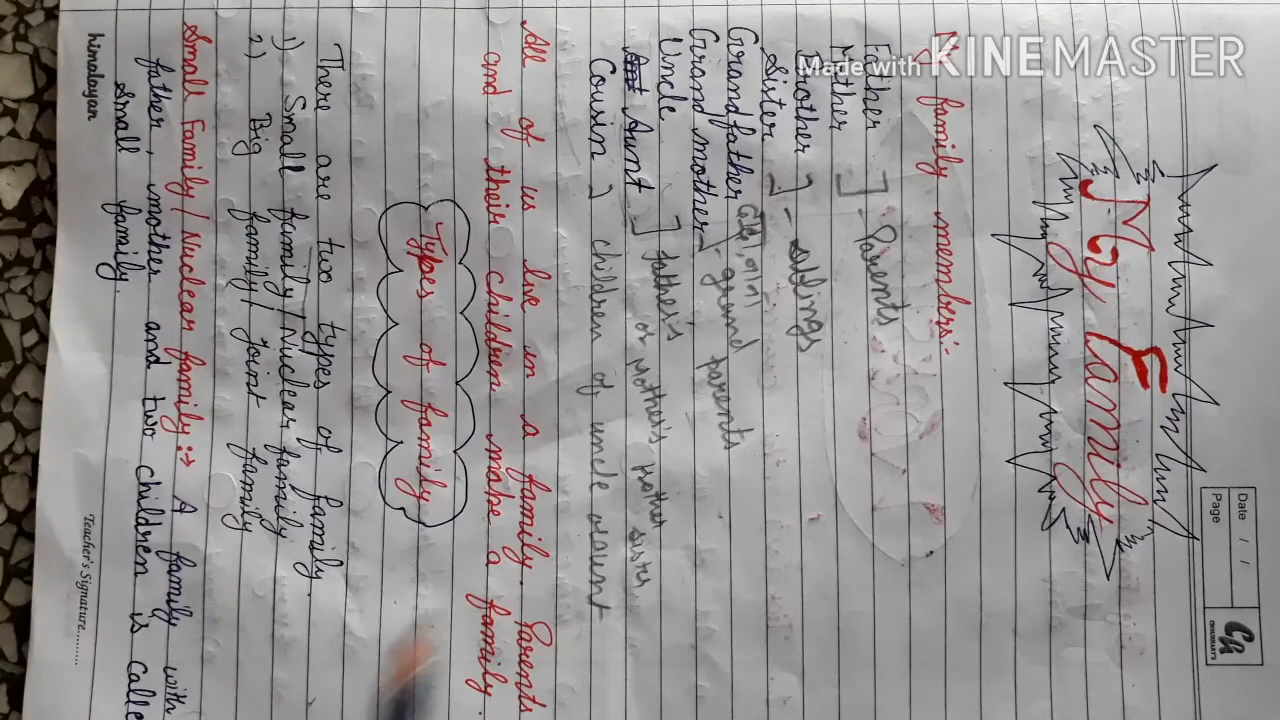 Made with KINEMASTER
Date / /
Page
My Family
My family members:-
Father ] - Parents
Mother
Brother ] - siblings
Sister
Grandfather
Grand mother - grand parents
Uncle ] father's or Mother's brother sister
Aunt
Cousin ] children of uncle aunt
All of us live in a family. Parents
and their children make a family.
Types of family
There are two types of family.
1) Small family/Nuclear family
2) Big family/ Joint family
Small Family/Nuclear family:- A family with
father, mother and two children is calle
small family.
himalayan
Teacher's Signature.........